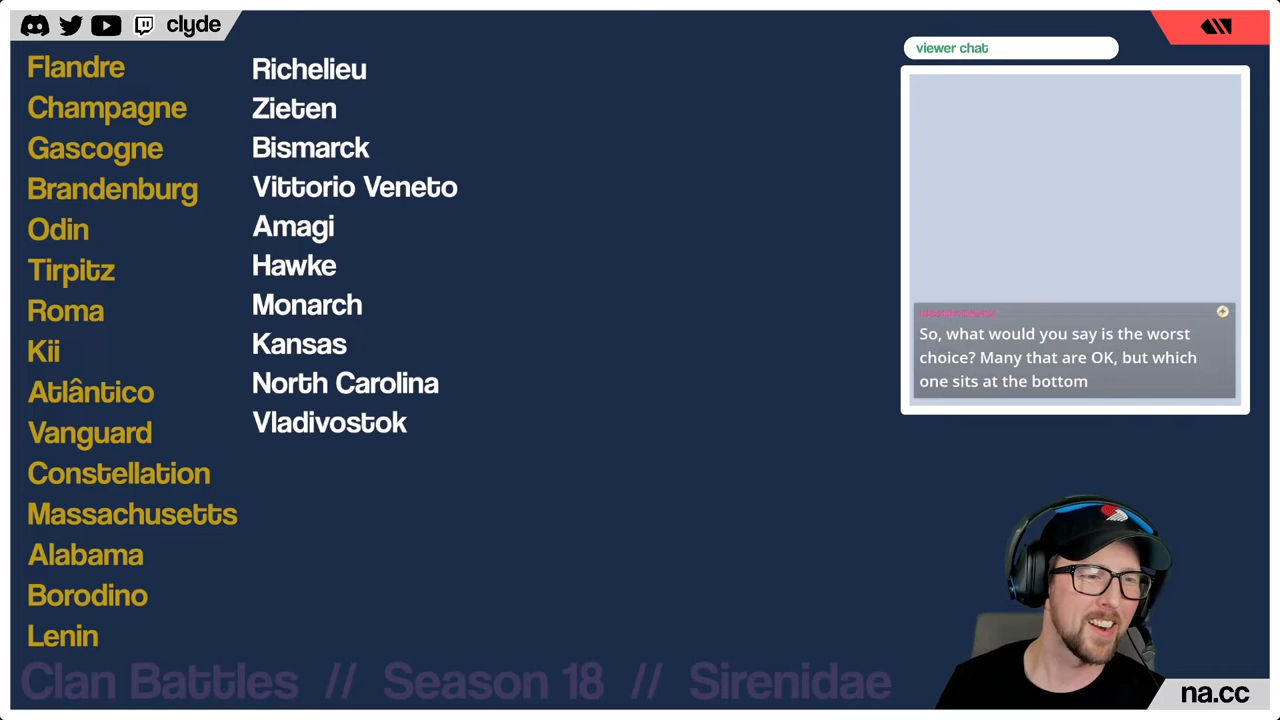 clyde
Flandre
Champagne
Gascogne
Brandenburg
Odin
Tirpitz
Roma
Kii
Atlântico
Vanguard
Constellation
Massachusetts
Alabama
Borodino
Lenin
Richelieu
Zieten
Bismarck
Vittorio Veneto
Amagi
Hawke
Monarch
Kansas
North Carolina
Vladivostok
viewer chat
So, what would you say is the worst
choice? Many that are OK, but which
one sits at the bottom
Clan Battles // Season 18 // Sirenidae
na.cc